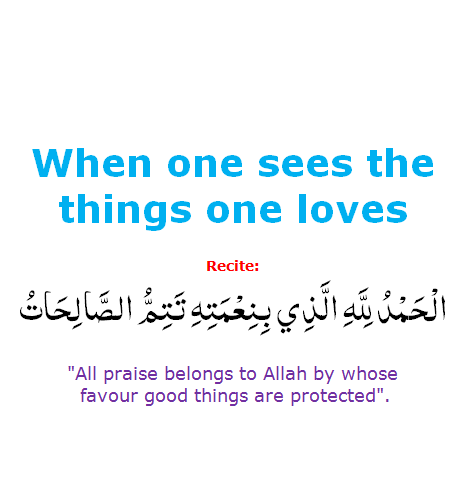 When one sees the
things one loves
Recite:
الْحَمْدُ لِلَّهِ الَّذِي بِنِعْمَتِهِ تَتِمُّ الصَّالِحَاتُ
"All praise belongs to Allah by whose
favour good things are protected".